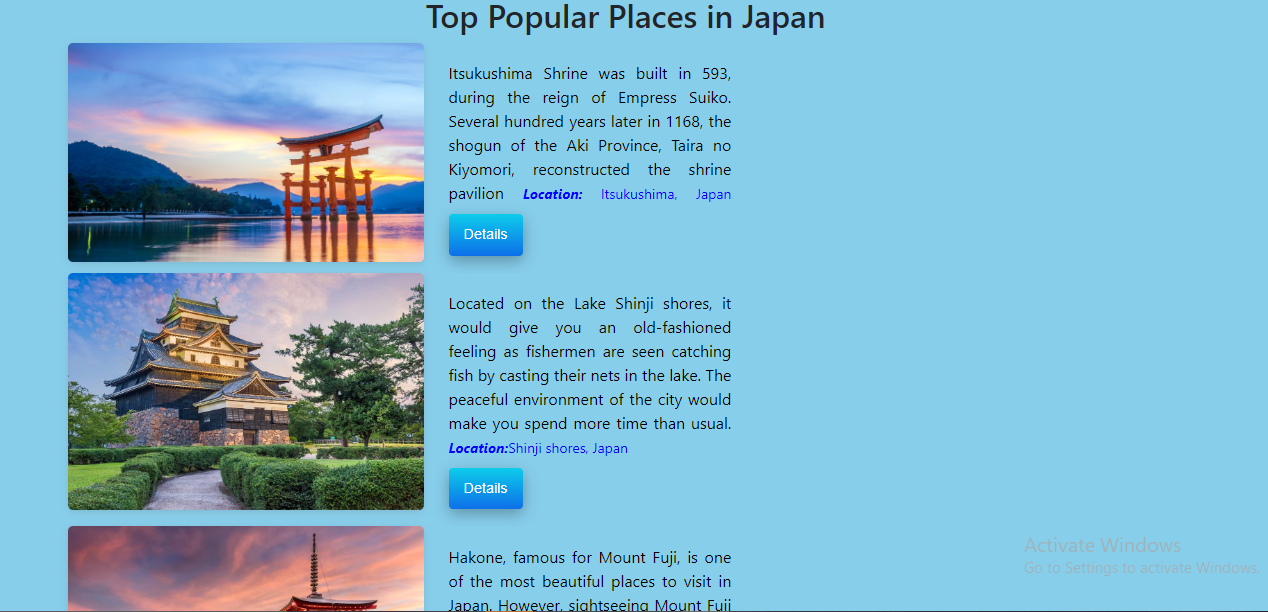 Top Popular Places in Japan
Itsukushima Shrine was built in 593,
during the reign of Empress Suiko.
Several hundred years later in 1168, the
shogun of the Aki Province, Taira no
Kiyomori, reconstructed the shrine
pavilion Location: Itsukushima, Japan
Details
Located on the Lake Shinji shores, it
would give you an old-fashioned
feeling as fishermen are seen catching
fish by casting their nets in the lake. The
peaceful environment of the city would
make you spend more time than usual.
Location:Shinji shores, Japan
Details
Hakone, famous for Mount Fuji, is one
of the most beautiful places to visit in
Japan. However, sightseeing Mount Fuji
Activate Windows
Go to Settings to activate Windows.